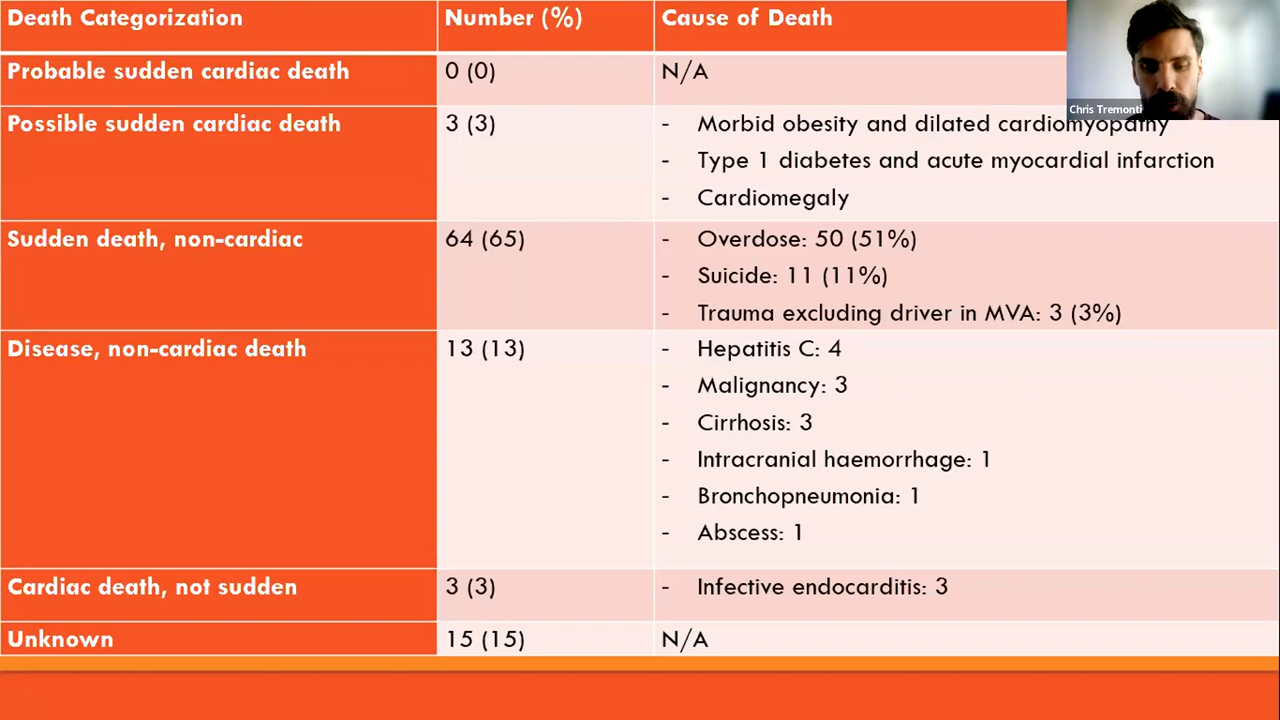 Death Categorization Number (%) Cause of Death
Chris Tremonti
Probable sudden cardiac death 0 (0) N/A
Possible sudden cardiac death 3 (3) - Morbid obesity and dilated cardiomyopathy
- Type 1 diabetes and acute myocardial infarction
- Cardiomegaly
Sudden death, non-cardiac 64 (65) - Overdose: 50 (51%)
- Suicide: 11 (11%)
- Trauma excluding driver in MVA: 3 (3%)
Disease, non-cardiac death 13 (13) - Hepatitis C: 4
- Malignancy: 3
- Cirrhosis: 3
- Intracranial haemorrhage: 1
- Bronchopneumonia: 1
- Abscess: 1
Cardiac death, not sudden 3 (3) - Infective endocarditis: 3
Unknown 15 (15) N/A